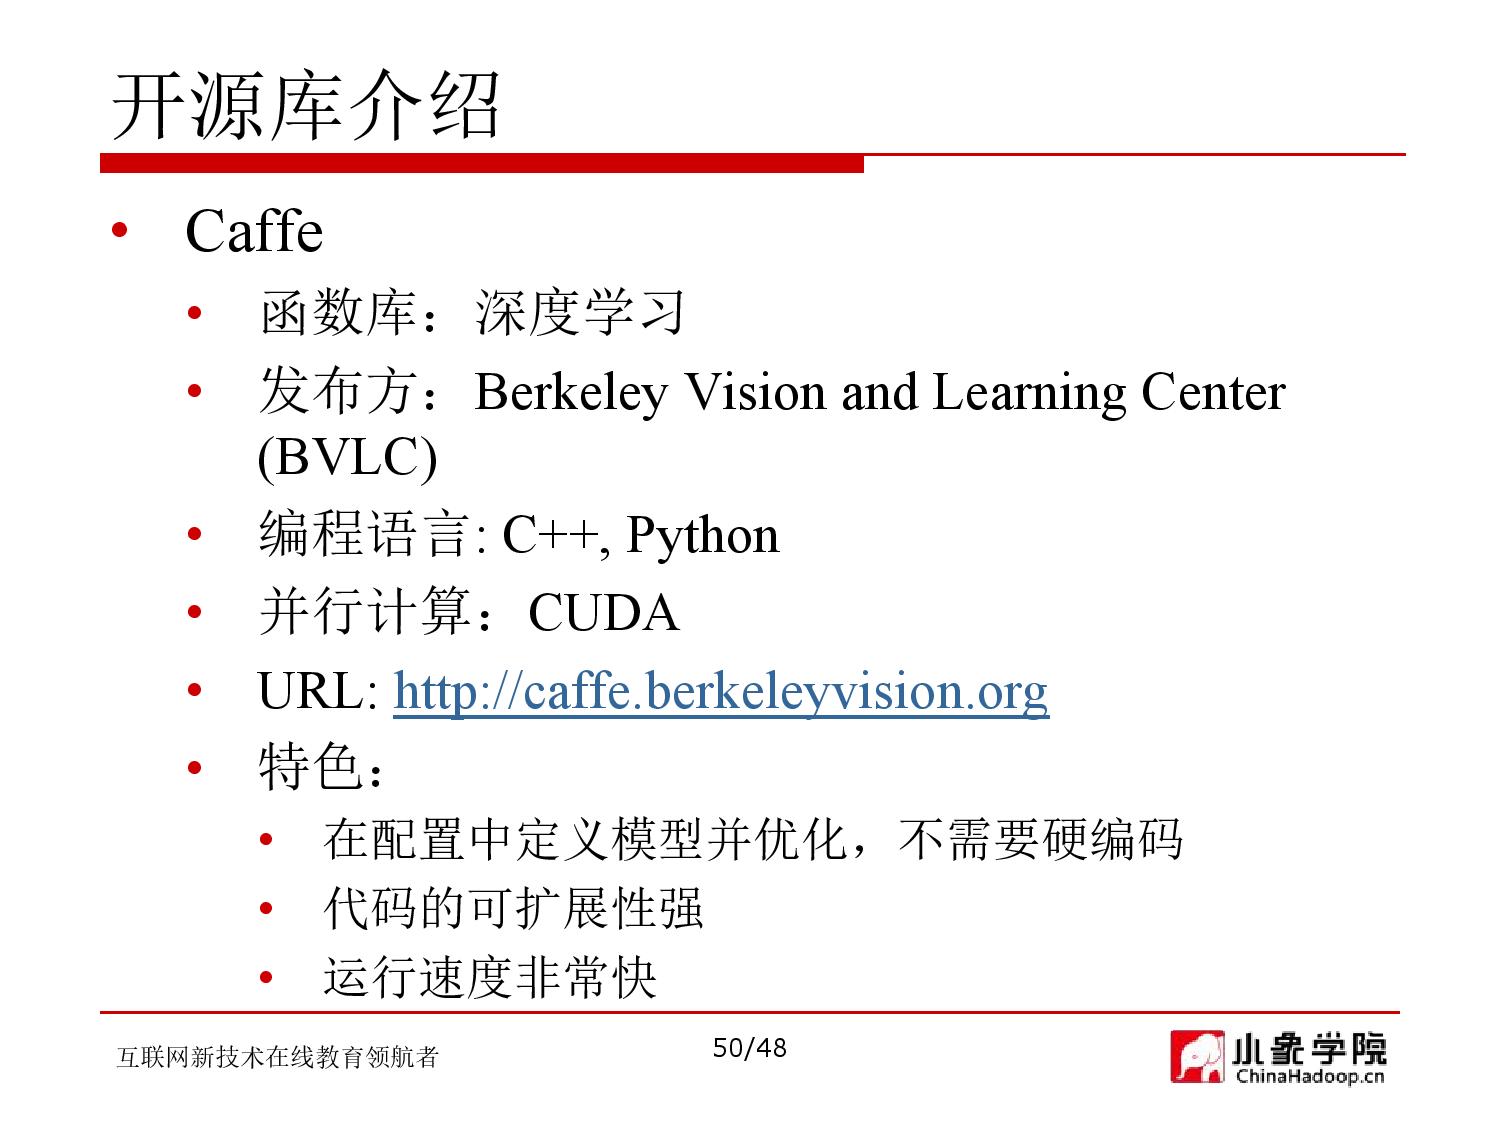 开源库介绍
• Caffe
• 函数库：深度学习
• 发布方：Berkeley Vision and Learning Center
(BVLC)
• 编程语言: C++, Python
• 并行计算：CUDA
• URL: http://caffe.berkeleyvision.org
• 特色：
• 在配置中定义模型并优化，不需要硬编码
• 代码的可扩展性强
• 运行速度非常快
互联网新技术在线教育领航者
50/48
小象学院
ChinaHadoop.cn